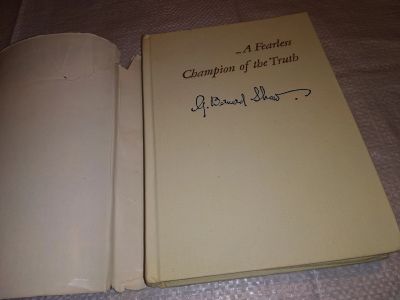 ... A Fearless
Champion of the Truth
G. Bernard Shaw